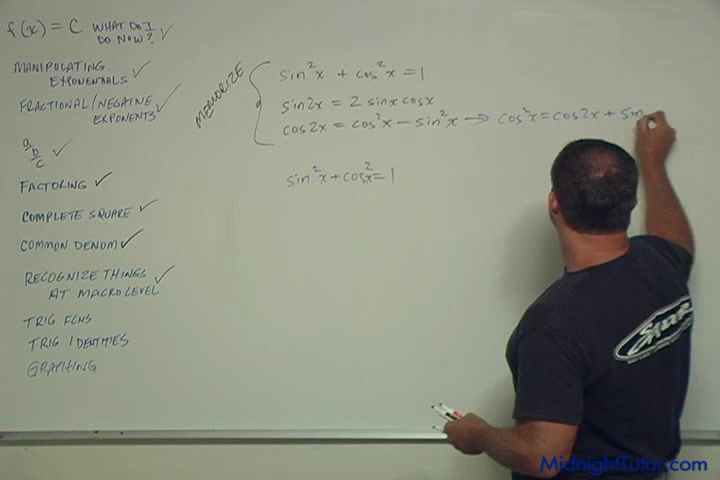 f(x) = C WHAT DO I
DO NOW? ✓
MANIPULATING
EXPONENTIALS ✓
FRACTIONAL/NEGATIVE
EXPONENTS ✓
a/b/c ✓
FACTORING ✓
COMPLETE SQUARE ✓
COMMON DENOM ✓
RECOGNIZE THINGS
AT MACRO LEVEL ✓
TRIG FCNS
TRIG IDENTITIES
GRAPHING
MEMORIZE
sin²x + cos²x = 1
sin2x = 2 sinx cosx
cos2x = cos²x - sin²x → cos²x = cos2x + sin
sin²x + cos²x = 1
MidnightTutor.com